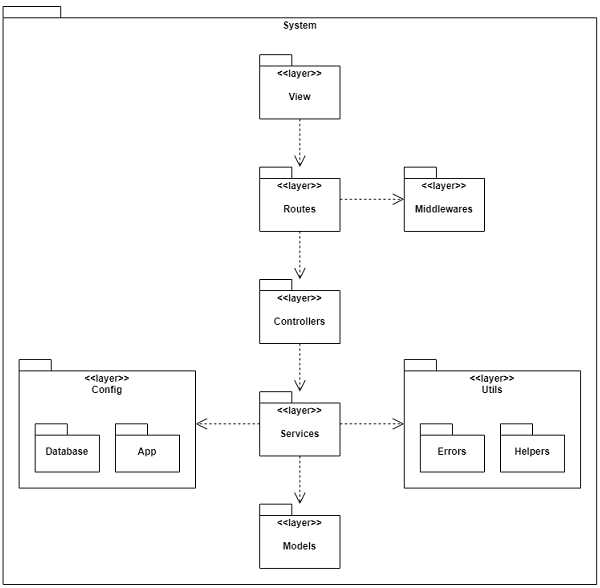 System
<<layer>>
View
<<layer>>
Routes
<<layer>>
Middlewares
<<layer>>
Controllers
<<layer>>
Config
Database
App
<<layer>>
Services
<<layer>>
Utils
Errors
Helpers
<<layer>>
Models